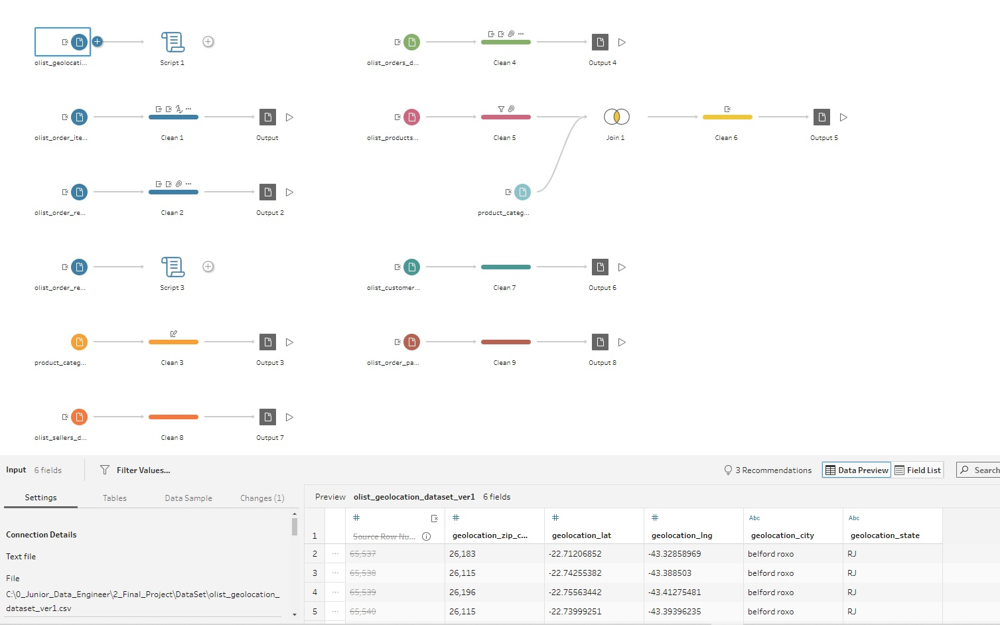 olist_geolocati...
Script 1
olist_orders_d...
Clean 4
Output 4
olist_order_ite...
Clean 1
Output
olist_products...
Clean 5
Join 1
Clean 6
Output 5
olist_order_re...
Clean 2
Output 2
product_categ...
olist_order_re...
Script 3
olist_customer...
Clean 7
Output 6
product_categ...
Clean 3
Output 3
olist_order_pa...
Clean 9
Output 8
olist_sellers_d...
Clean 8
Output 7
Input 6 fields
Filter Values...
3 Recommendations
Data Preview
Field List
Search
Settings
Tables
Data Sample
Changes (1)
Connection Details
Text file
File
C:\0_Junior_Data_Engineer\2_Final_Project\DataSet\olist_geolocation_
dataset_ver1.csv
Preview olist_geolocation_dataset_ver1 6 fields
# # # # Abc Abc
1 Source Row Nu... geolocation_zip_c... geolocation_lat geolocation_lng geolocation_city geolocation_state
2 ... 65,537 26,183 -22.71206852 -43.32858969 belford roxo RJ
3 ... 65,538 26,115 -22.74255382 -43.388503 belford roxo RJ
4 ... 65,539 26,196 -22.75563442 -43.41275481 belford roxo RJ
5 ... 65,540 26,115 -22.73999251 -43.39396235 belford roxo RJ